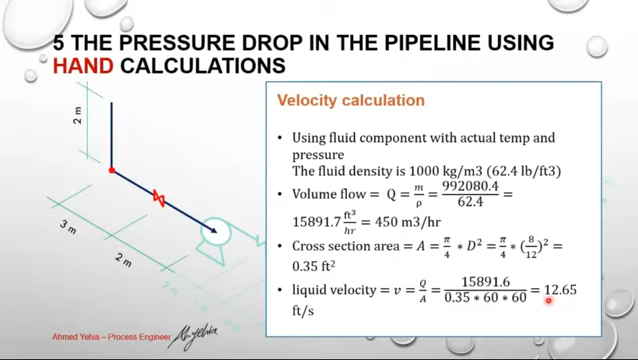 5 THE PRESSURE DROP IN THE PIPELINE USING
HAND CALCULATIONS
2 m
3 m
2 m
Velocity calculation
• Using fluid component with actual temp and
pressure
The fluid density is 1000 kg/m3 (62.4 lb/ft3)
• Volume flow = Q = m/ρ = 992080.4/62.4 =
15891.7 ft³/hr = 450 m3/hr
• Cross section area = A = π/4 * D² = π/4 * (8/12)² =
0.35 ft²
• liquid velocity = v = Q/A = 15891.6/(0.35 * 60 * 60) = 12.65
ft/s
Ahmed Yehia – Process Engineer